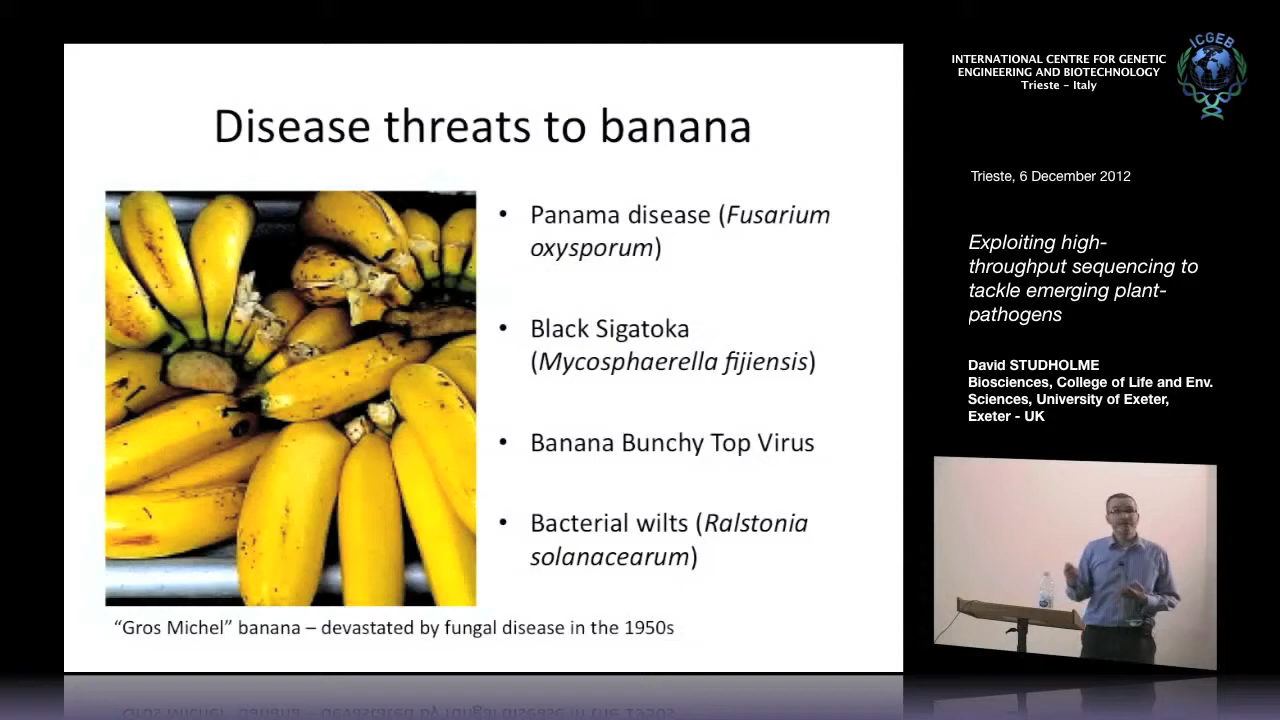 Disease threats to banana
• Panama disease (Fusarium
oxysporum)
• Black Sigatoka
(Mycosphaerella fijiensis)
• Banana Bunchy Top Virus
• Bacterial wilts (Ralstonia
solanacearum)
“Gros Michel” banana – devastated by fungal disease in the 1950s
INTERNATIONAL CENTRE FOR GENETIC
ENGINEERING AND BIOTECHNOLOGY
Trieste – Italy
ICGEB
Trieste, 6 December 2012
Exploiting high-
throughput sequencing to
tackle emerging plant-
pathogens
David STUDHOLME
Biosciences, College of Life and Env.
Sciences, University of Exeter,
Exeter - UK